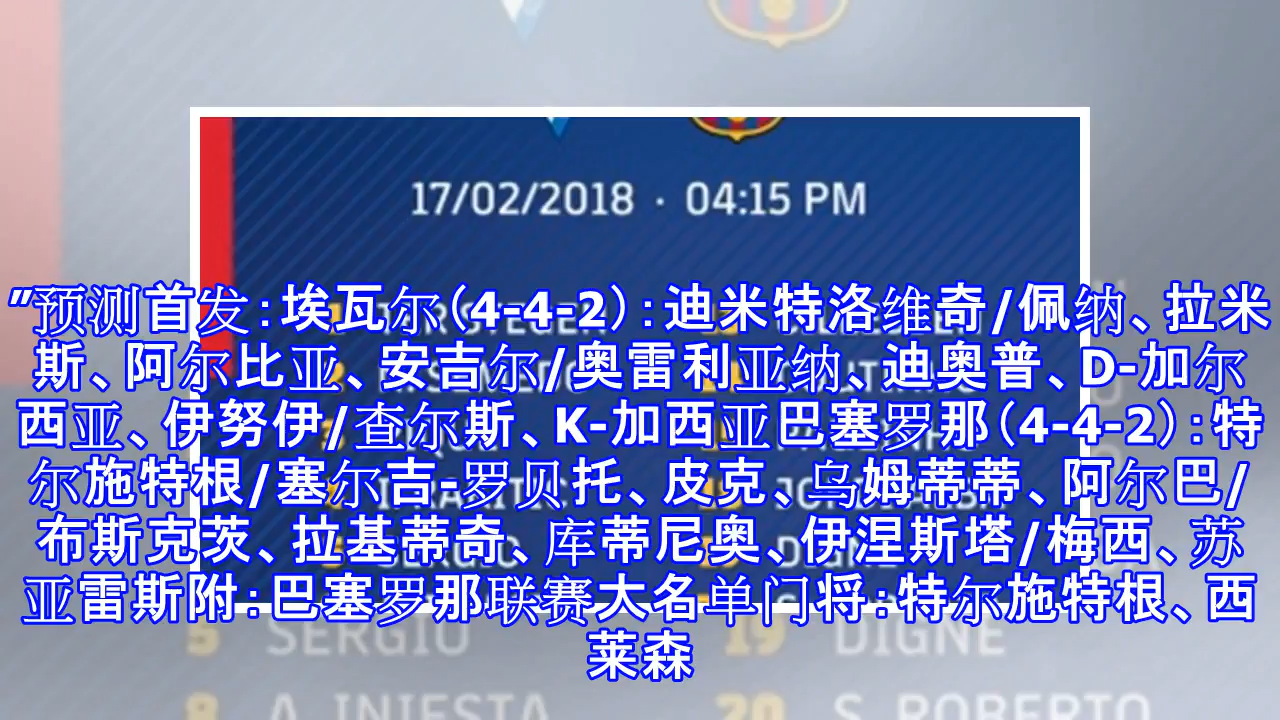 17/02/2018 · 04:15 PM
"预测首发:埃瓦尔(4-4-2):迪米特洛维奇/佩纳、拉米
斯、阿尔比亚、安吉尔/奥雷利亚纳、迪奥普、D-加尔
西亚、伊努伊/查尔斯、K-加西亚巴塞罗那(4-4-2):特
尔施特根/塞尔吉-罗贝托、皮克、乌姆蒂蒂、阿尔巴/
布斯克茨、拉基蒂奇、库蒂尼奥、伊涅斯塔/梅西、苏
亚雷斯附:巴塞罗那联赛大名单门将:特尔施特根、西
莱森
5 SERGIO 19 DIGNE
8 A. INIESTA 20 S. ROBERTO